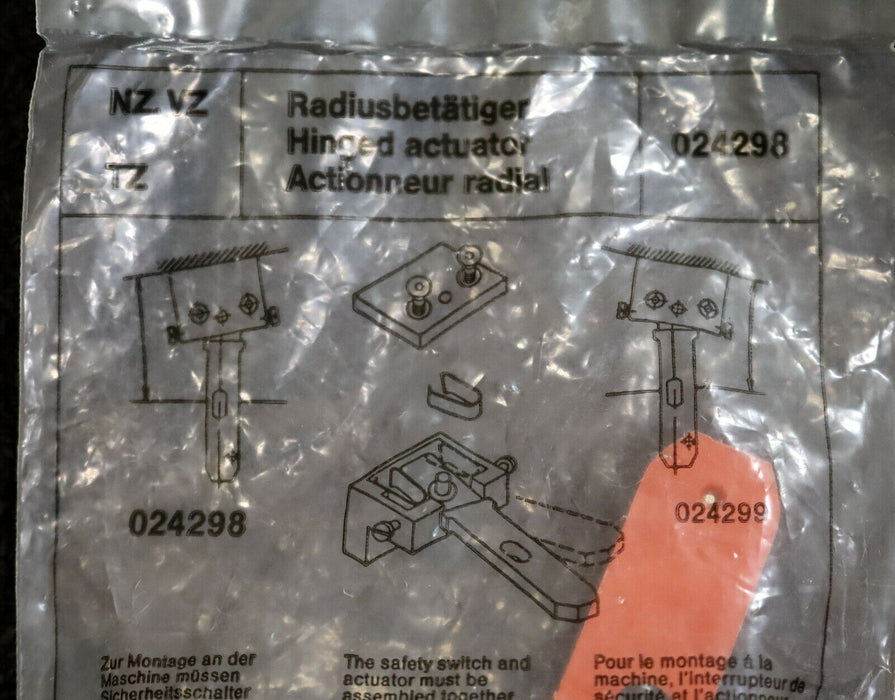 NZ VZ
TZ
Radiusbetätiger
Hinged actuator
Actionneur radial
024298
024298
024299
Zur Montage an der
Maschine müssen
Sicherheitsschalter
The safety switch and
actuator must be
assembled together
Pour le montage á la
machine, l'interrupteur de
sécurité et l'actionneur